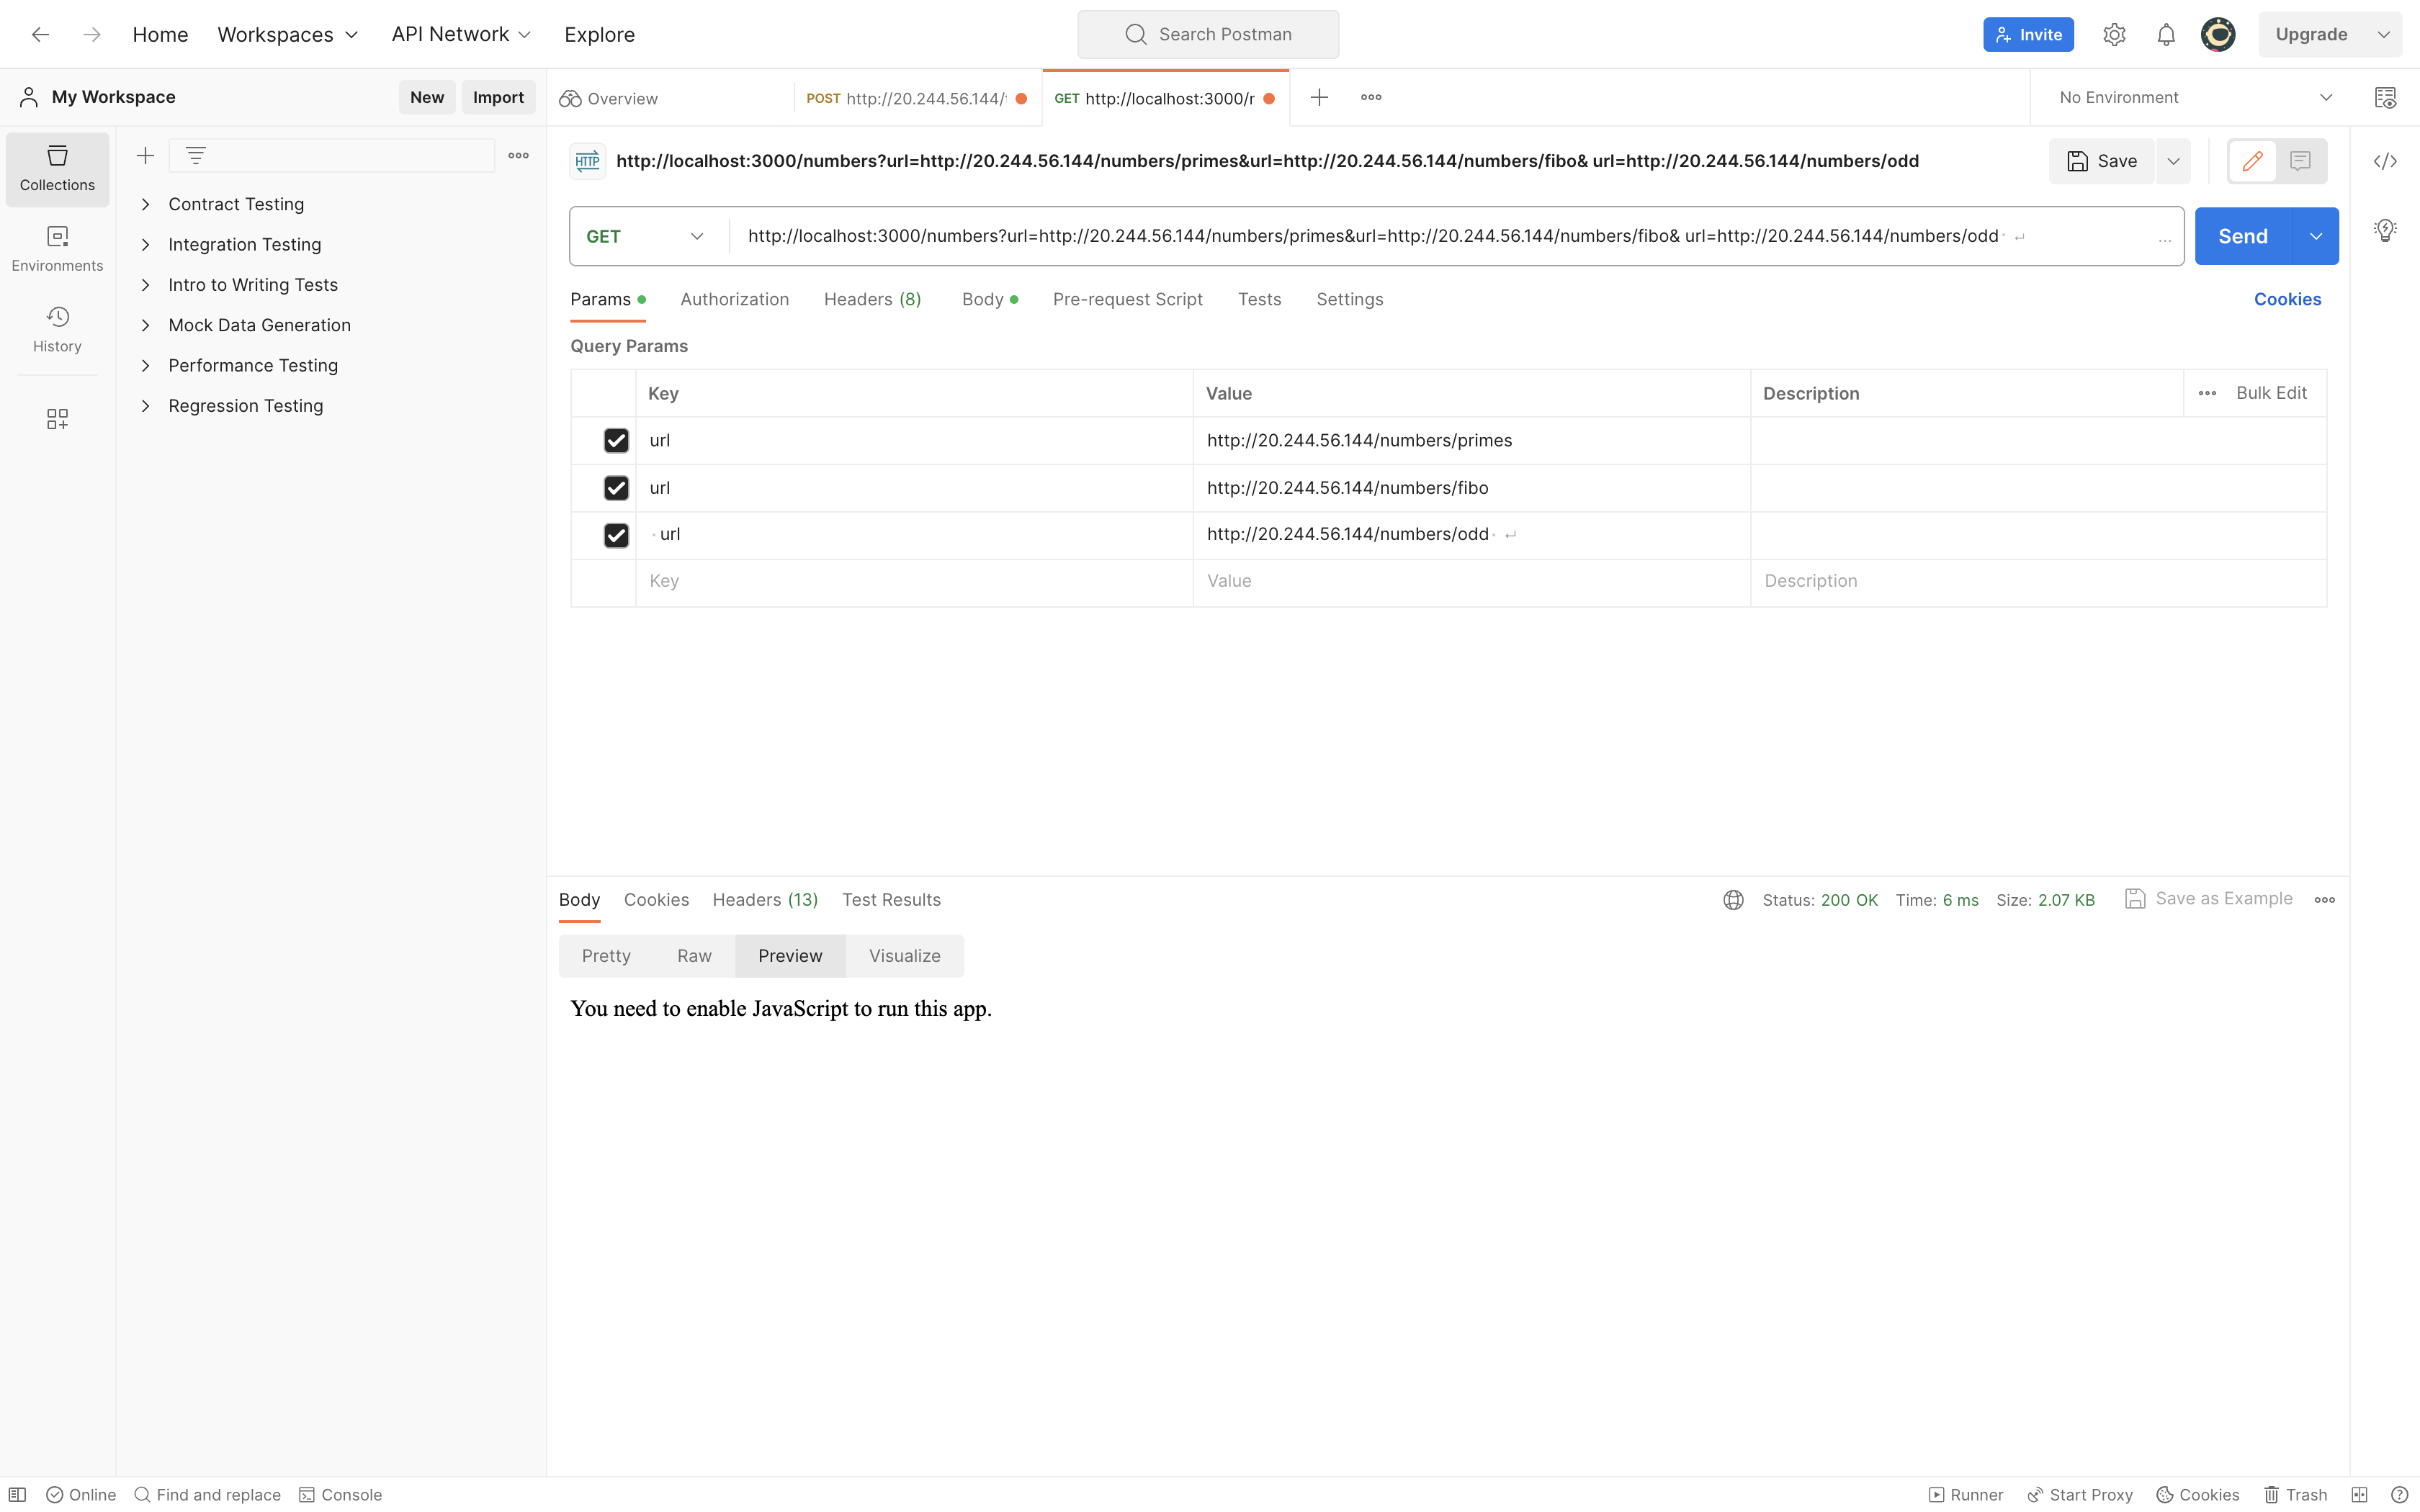 Home Workspaces API Network Explore Search Postman Invite Upgrade
My Workspace New Import Overview POST http://20.244.56.144/ GET http://localhost:3000/r No Environment
Collections
Environments
History
Contract Testing
Integration Testing
Intro to Writing Tests
Mock Data Generation
Performance Testing
Regression Testing
HTTP http://localhost:3000/numbers?url=http://20.244.56.144/numbers/primes&url=http://20.244.56.144/numbers/fibo& url=http://20.244.56.144/numbers/odd Save
GET http://localhost:3000/numbers?url=http://20.244.56.144/numbers/primes&url=http://20.244.56.144/numbers/fibo& url=http://20.244.56.144/numbers/odd ... Send
Params Authorization Headers (8) Body Pre-request Script Tests Settings Cookies
Query Params
Key Value Description Bulk Edit
url http://20.244.56.144/numbers/primes
url http://20.244.56.144/numbers/fibo
url http://20.244.56.144/numbers/odd
Key Value Description
Body Cookies Headers (13) Test Results Status: 200 OK Time: 6 ms Size: 2.07 KB Save as Example
Pretty Raw Preview Visualize
You need to enable JavaScript to run this app.
Online Find and replace Console Runner Start Proxy Cookies Trash